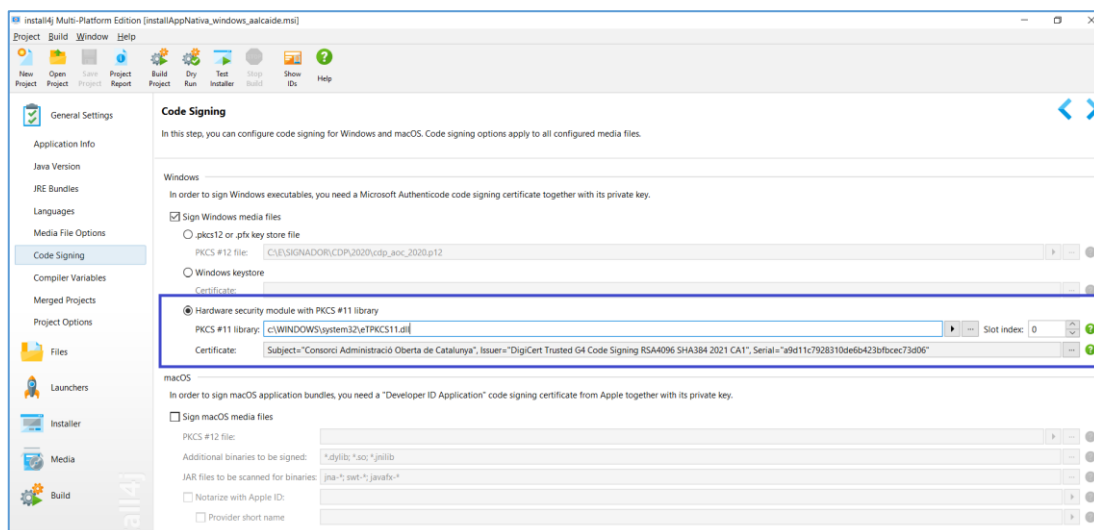 install4j Multi-Platform Edition [installAppNativa_windows_aalcaide.msi]
Project Build Window Help
New Project Open Project Save Project Project Report Build Project Dry Run Test Installer Stop Build Show IDs Help
General Settings
Application Info
Java Version
JRE Bundles
Languages
Media File Options
Code Signing
Compiler Variables
Merged Projects
Project Options
Files
Launchers
Installer
Media
Build
all4j
Code Signing
In this step, you can configure code signing for Windows and macOS. Code signing options apply to all configured media files.
Windows
In order to sign Windows executables, you need a Microsoft Authenticode code signing certificate together with its private key.
Sign Windows media files
.pkcs12 or .pfx key store file
PKCS #12 file: C:\E\SIGNADOR\CDP\2020\cdp_aoc_2020.p12
Windows keystore
Certificate:
Hardware security module with PKCS #11 library
PKCS #11 library: c:\WINDOWS\system32\eTPKCS11.dll Slot index: 0
Certificate: Subject="Consorci Administració Oberta de Catalunya", Issuer="DigiCert Trusted G4 Code Signing RSA4096 SHA384 2021 CA1", Serial="a9d11c7928310de6b423bfbcec73d06"
macOS
In order to sign macOS application bundles, you need a "Developer ID Application" code signing certificate from Apple together with its private key.
Sign macOS media files
PKCS #12 file:
Additional binaries to be signed: *.dylib; *.so; *.jnilib
JAR files to be scanned for binaries: jna-*; swt-*; javafx-*
Notarize with Apple ID:
Provider short name